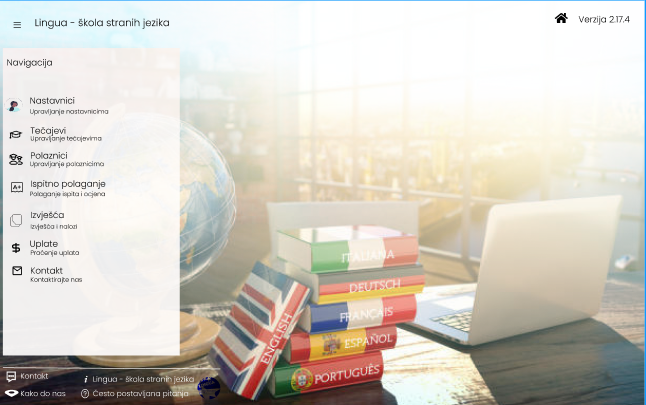 Lingua - škola stranih jezika
Verzija 2.17.4
Navigacija
Nastavnici
Upravljanje nastavnicima
Tečajevi
Upravljanje tečajevima
Polaznici
Upravljanje polaznicima
Ispitno polaganje
Polaganje ispita i ocjena
A+
Izvješća
Izvješća i nalozi
Uplate
Praćenje uplata
Kontakt
Kontaktirajte nas
ITALIANA
DEUTSCH
FRANÇAIS
ESPAÑOL
PORTUGUÊS
ENGLISH
Kontakt
Lingua - škola stranih jezika
Kako do nas
Često postavljana pitanja